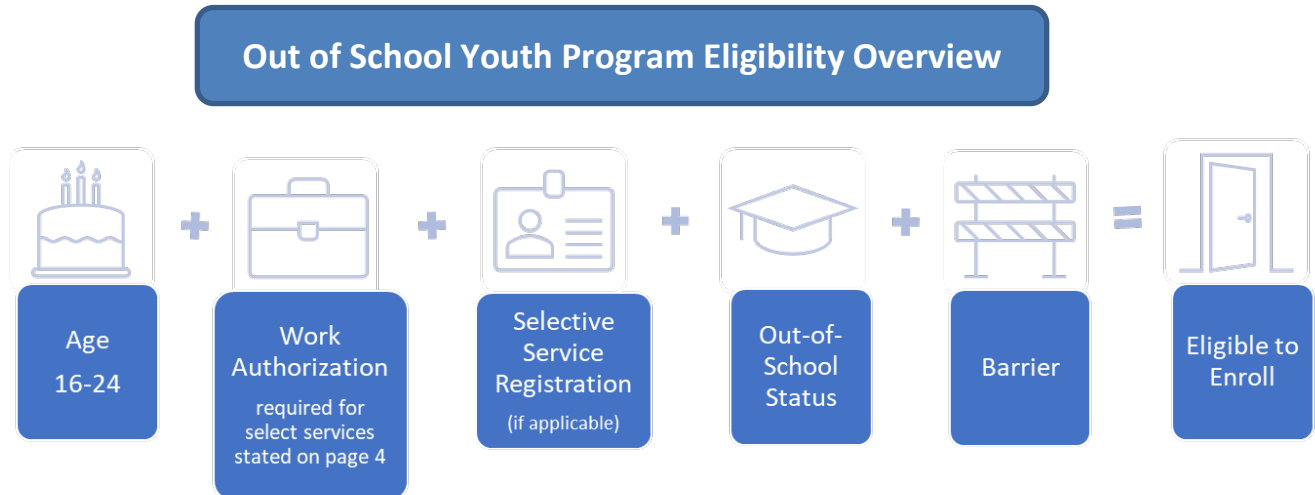 Out of School Youth Program Eligibility Overview
Age
16-24
Work
Authorization
required for
select services
stated on page 4
Selective
Service
Registration
(if applicable)
Out-of-
School
Status
Barrier
Eligible to
Enroll